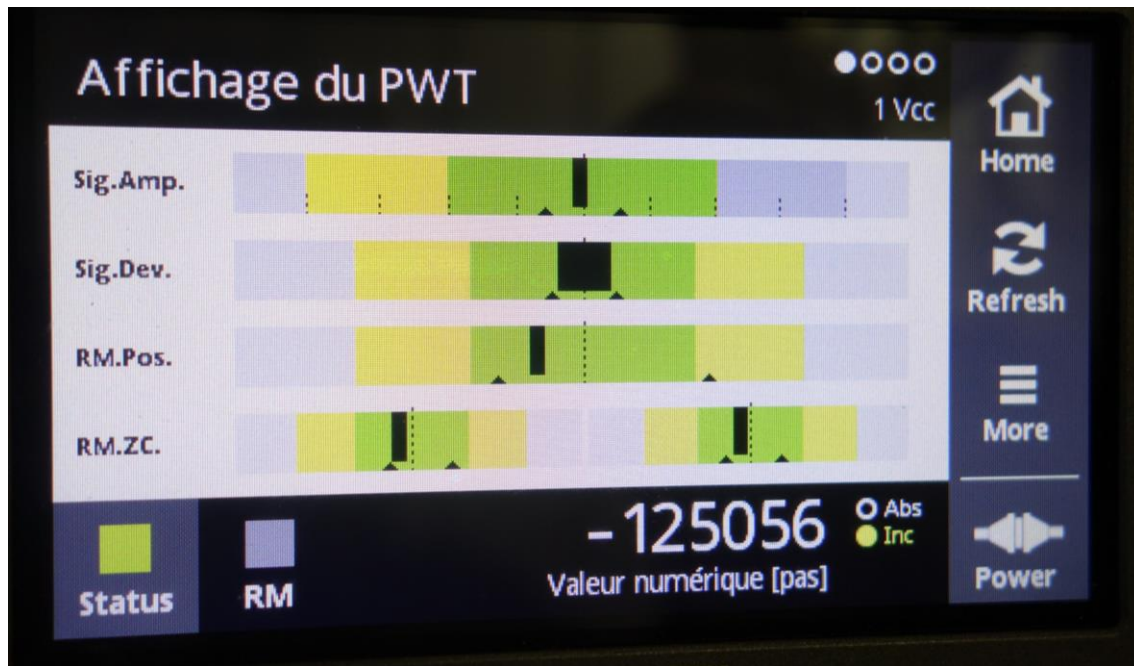 Affichage du PWT
1 Vcc
Sig.Amp.
Sig.Dev.
RM.Pos.
RM.ZC.
Status
RM
-125056
Valeur numérique [pas]
Abs
Inc
Home
Refresh
More
Power